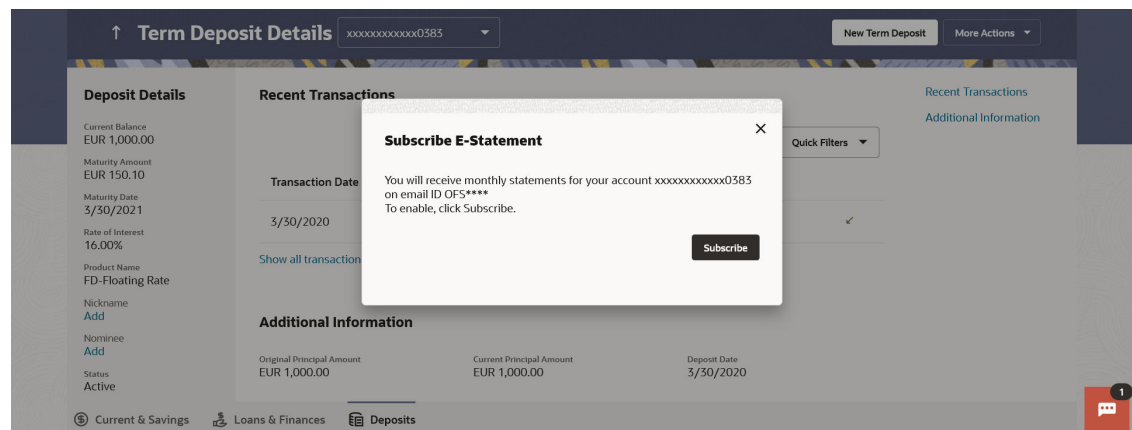 ↑ Term Deposit Details xxxxxxxxxxxx0383
New Term Deposit
More Actions
Deposit Details
Current Balance
EUR 1,000.00
Maturity Amount
EUR 150.10
Maturity Date
3/30/2021
Rate of Interest
16.00%
Product Name
FD-Floating Rate
Nickname
Add
Nominee
Add
Status
Active
Recent Transactions
Quick Filters
Transaction Date
3/30/2020
Show all transaction
Subscribe E-Statement
You will receive monthly statements for your account xxxxxxxxxxxx0383
on email ID OFS****
To enable, click Subscribe.
Subscribe
Additional Information
Original Principal Amount
EUR 1,000.00
Current Principal Amount
EUR 1,000.00
Deposit Date
3/30/2020
Recent Transactions
Additional Information
Current & Savings
Loans & Finances
Deposits
1